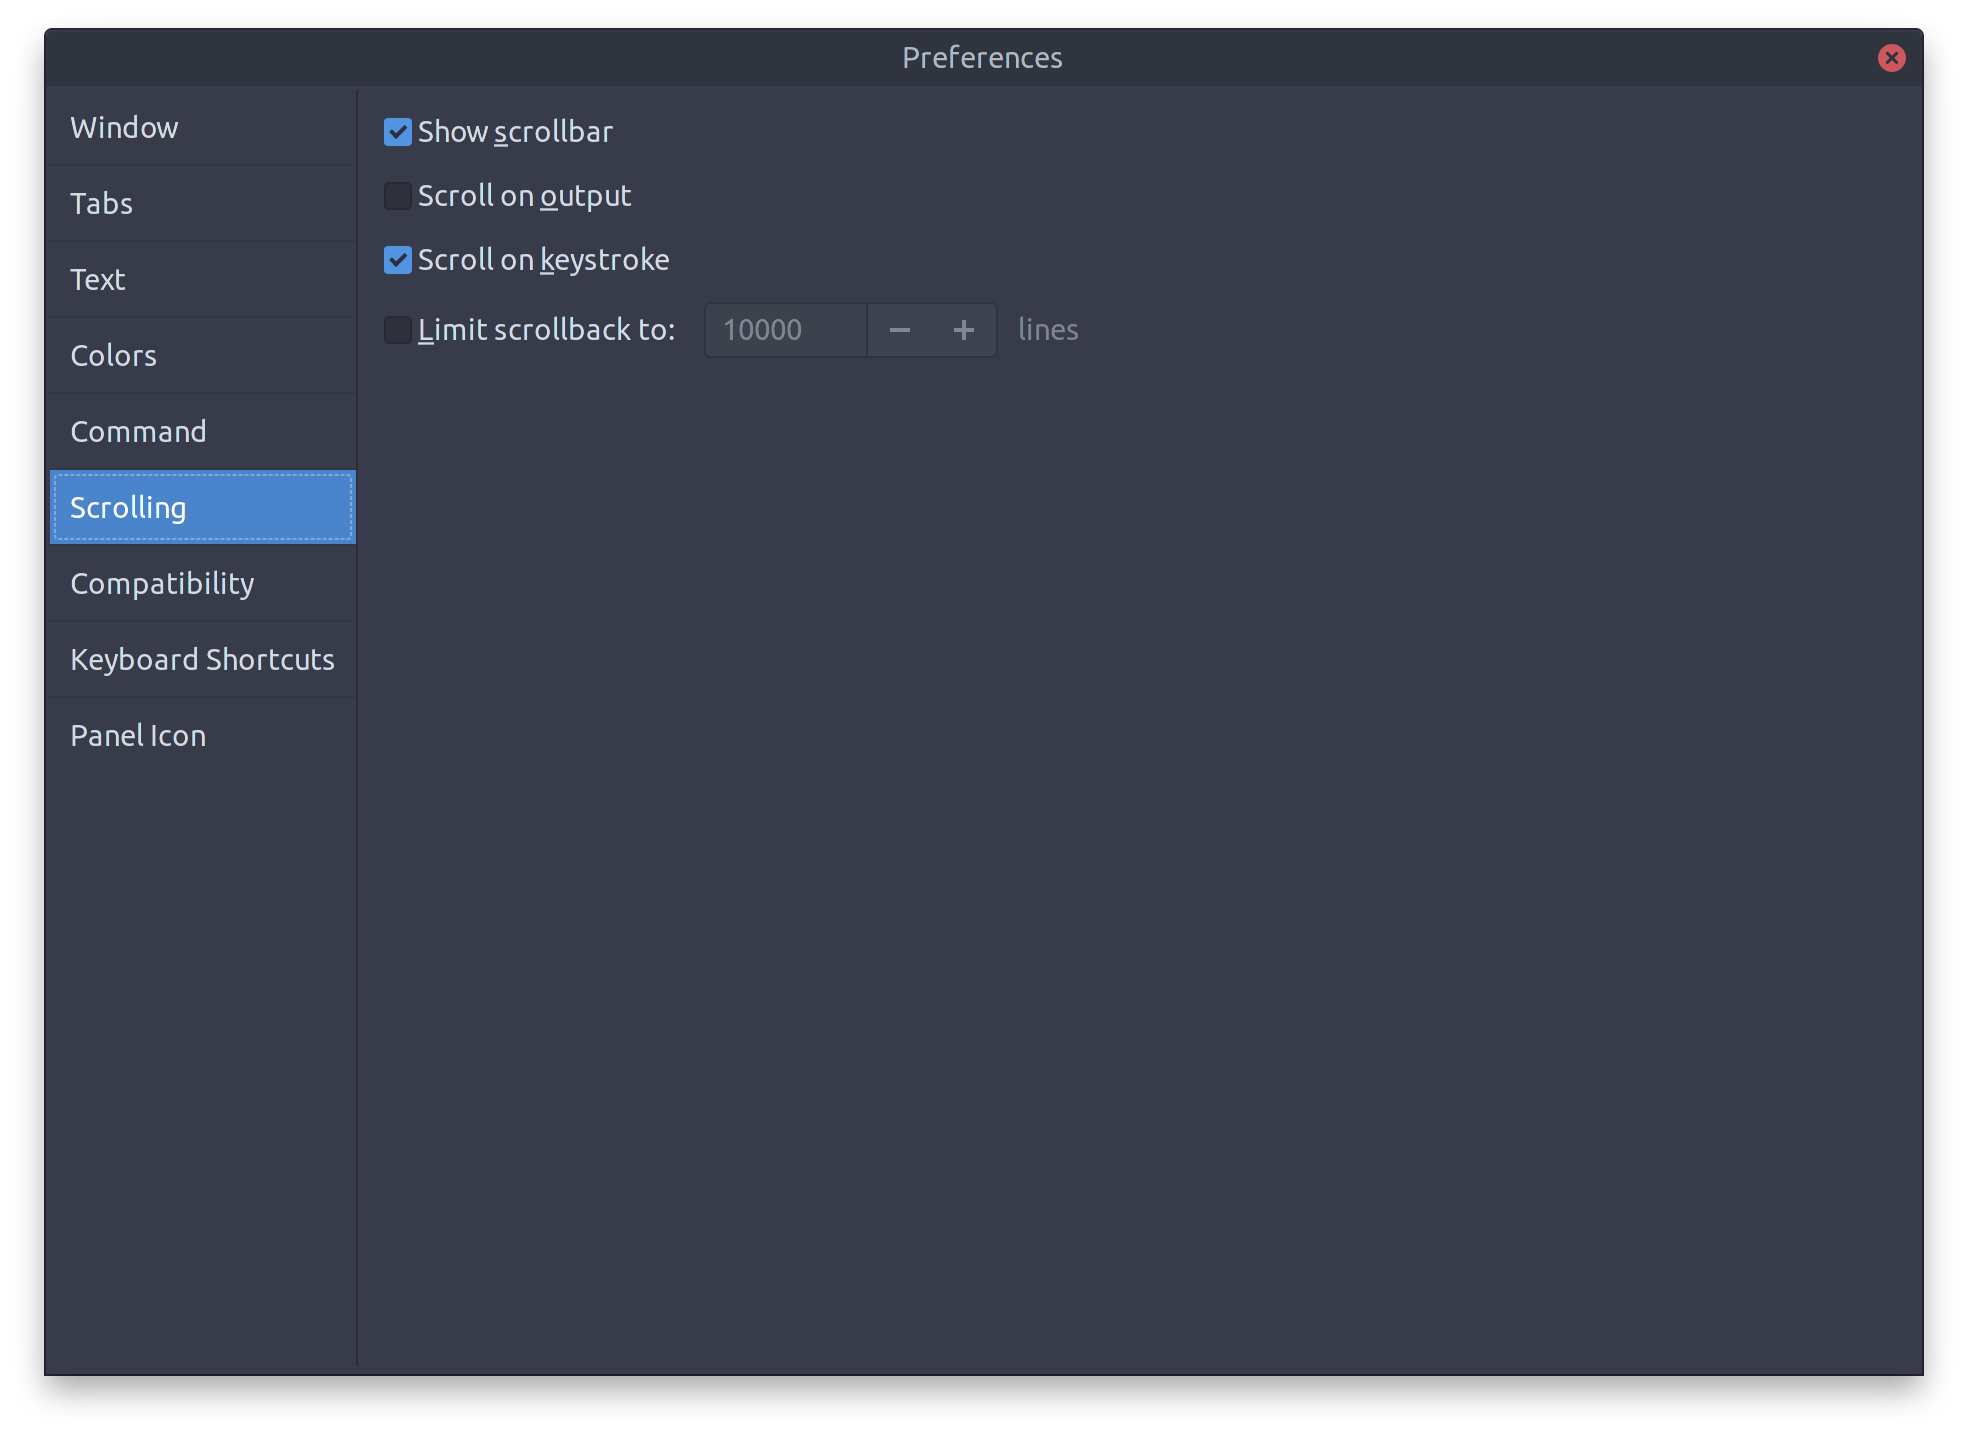 Preferences
Window
Tabs
Text
Colors
Command
Scrolling
Compatibility
Keyboard Shortcuts
Panel Icon
Show scrollbar
Scroll on output
Scroll on keystroke
Limit scrollback to: 10000 − + lines